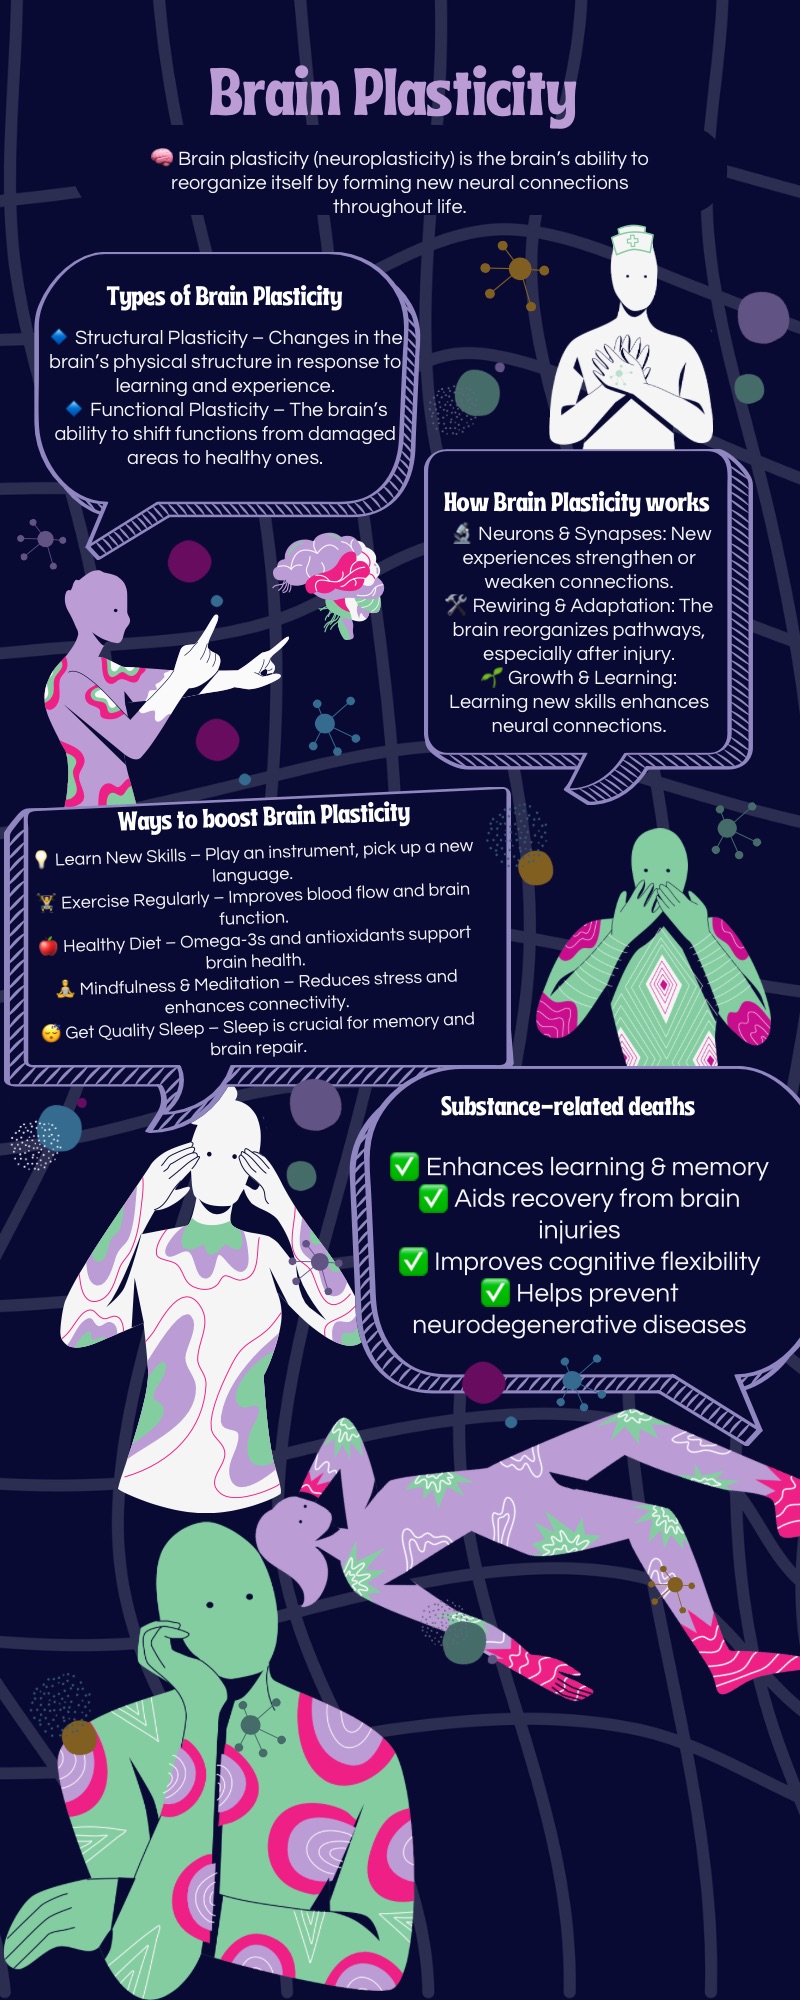 Brain Plasticity
🧠 Brain plasticity (neuroplasticity) is the brain's ability to
reorganize itself by forming new neural connections
throughout life.
Types of Brain Plasticity
🔹 Structural Plasticity – Changes in the
brain's physical structure in response to
learning and experience.
🔹 Functional Plasticity – The brain's
ability to shift functions from damaged
areas to healthy ones.
How Brain Plasticity works
🔬 Neurons & Synapses: New
experiences strengthen or
weaken connections.
🛠 Rewiring & Adaptation: The
brain reorganizes pathways,
especially after injury.
🌱 Growth & Learning:
Learning new skills enhances
neural connections.
Ways to boost Brain Plasticity
💡 Learn New Skills – Play an instrument, pick up a new
language.
🏋 Exercise Regularly – Improves blood flow and brain
function.
🍎 Healthy Diet – Omega-3s and antioxidants support
brain health.
🧘 Mindfulness & Meditation – Reduces stress and
enhances connectivity.
😴 Get Quality Sleep – Sleep is crucial for memory and
brain repair.
Substance-related deaths
✅ Enhances learning & memory
✅ Aids recovery from brain
injuries
✅ Improves cognitive flexibility
✅ Helps prevent
neurodegenerative diseases